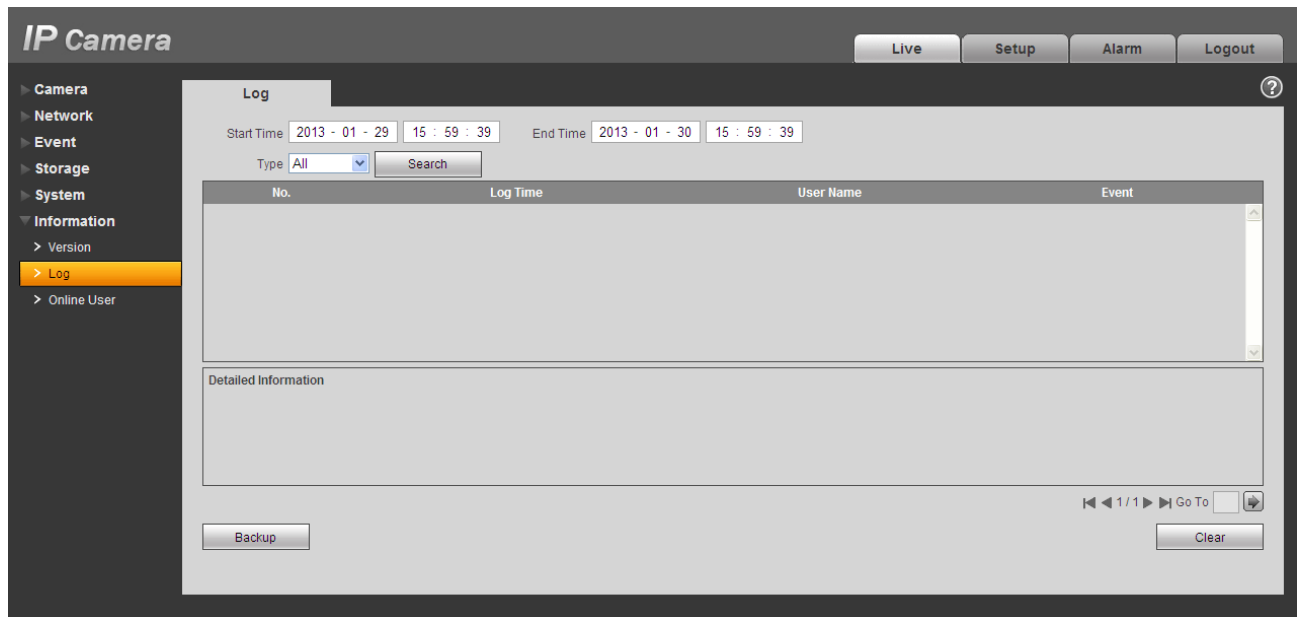 IP Camera
Live Setup Alarm Logout
Camera
Network
Event
Storage
System
Information
> Version
> Log
> Online User
Log
?
Start Time 2013 - 01 - 29 15 : 59 : 39 End Time 2013 - 01 - 30 15 : 59 : 39
Type All Search
No. Log Time User Name Event
Detailed Information
1 / 1 Go To
Backup Clear